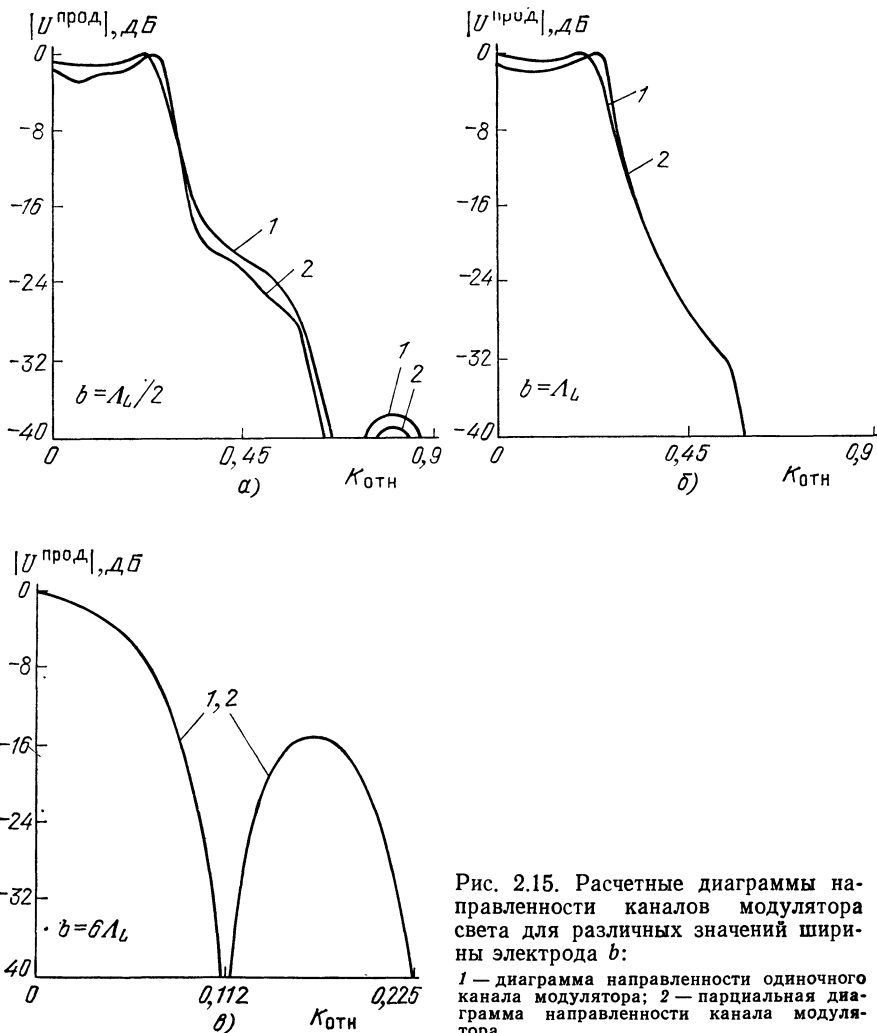 |U прод|, дБ
0
-8
-16
-24
-32
-40
1
2
b=Λ_L/2
1
2
0
0,45
0,9
а)
Kотн
|U прод|, дБ
0
-8
-16
-24
-32
-40
1
2
b=Λ_L
0
0,45
0,9
б)
Kотн
|U прод|, дБ
0
-8
-16
-24
-32
40
1,2
b=6Λ_L
0
0,112
0,225
в)
Kотн
Рис. 2.15. Расчетные диаграммы на-
правленности каналов модулятора
света для различных значений шири-
ны электрода b:
1 — диаграмма направленности одиночного
канала модулятора; 2 — парциальная диа-
грамма направленности канала модуля-
тора